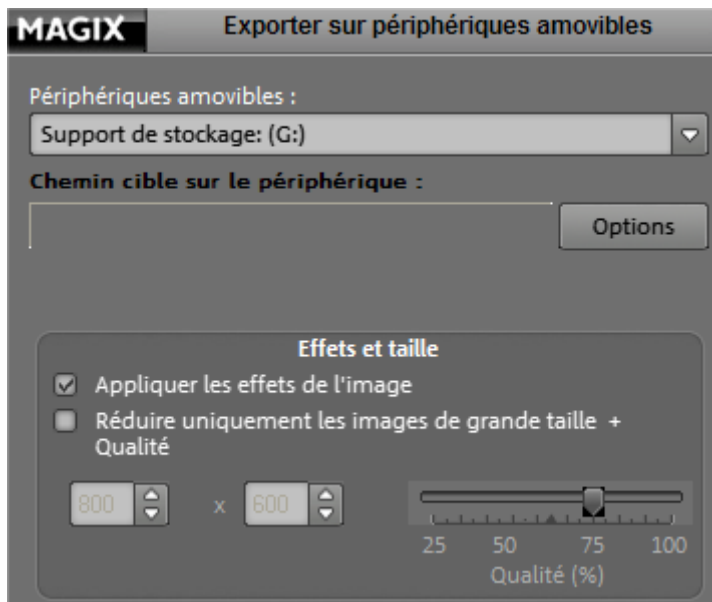 MAGIX Exporter sur périphériques amovibles
Périphériques amovibles :
Support de stockage: (G:)
Chemin cible sur le périphérique :
Options
Effets et taille
Appliquer les effets de l'image
Réduire uniquement les images de grande taille +
Qualité
800 x 600
25 50 75 100
Qualité (%)